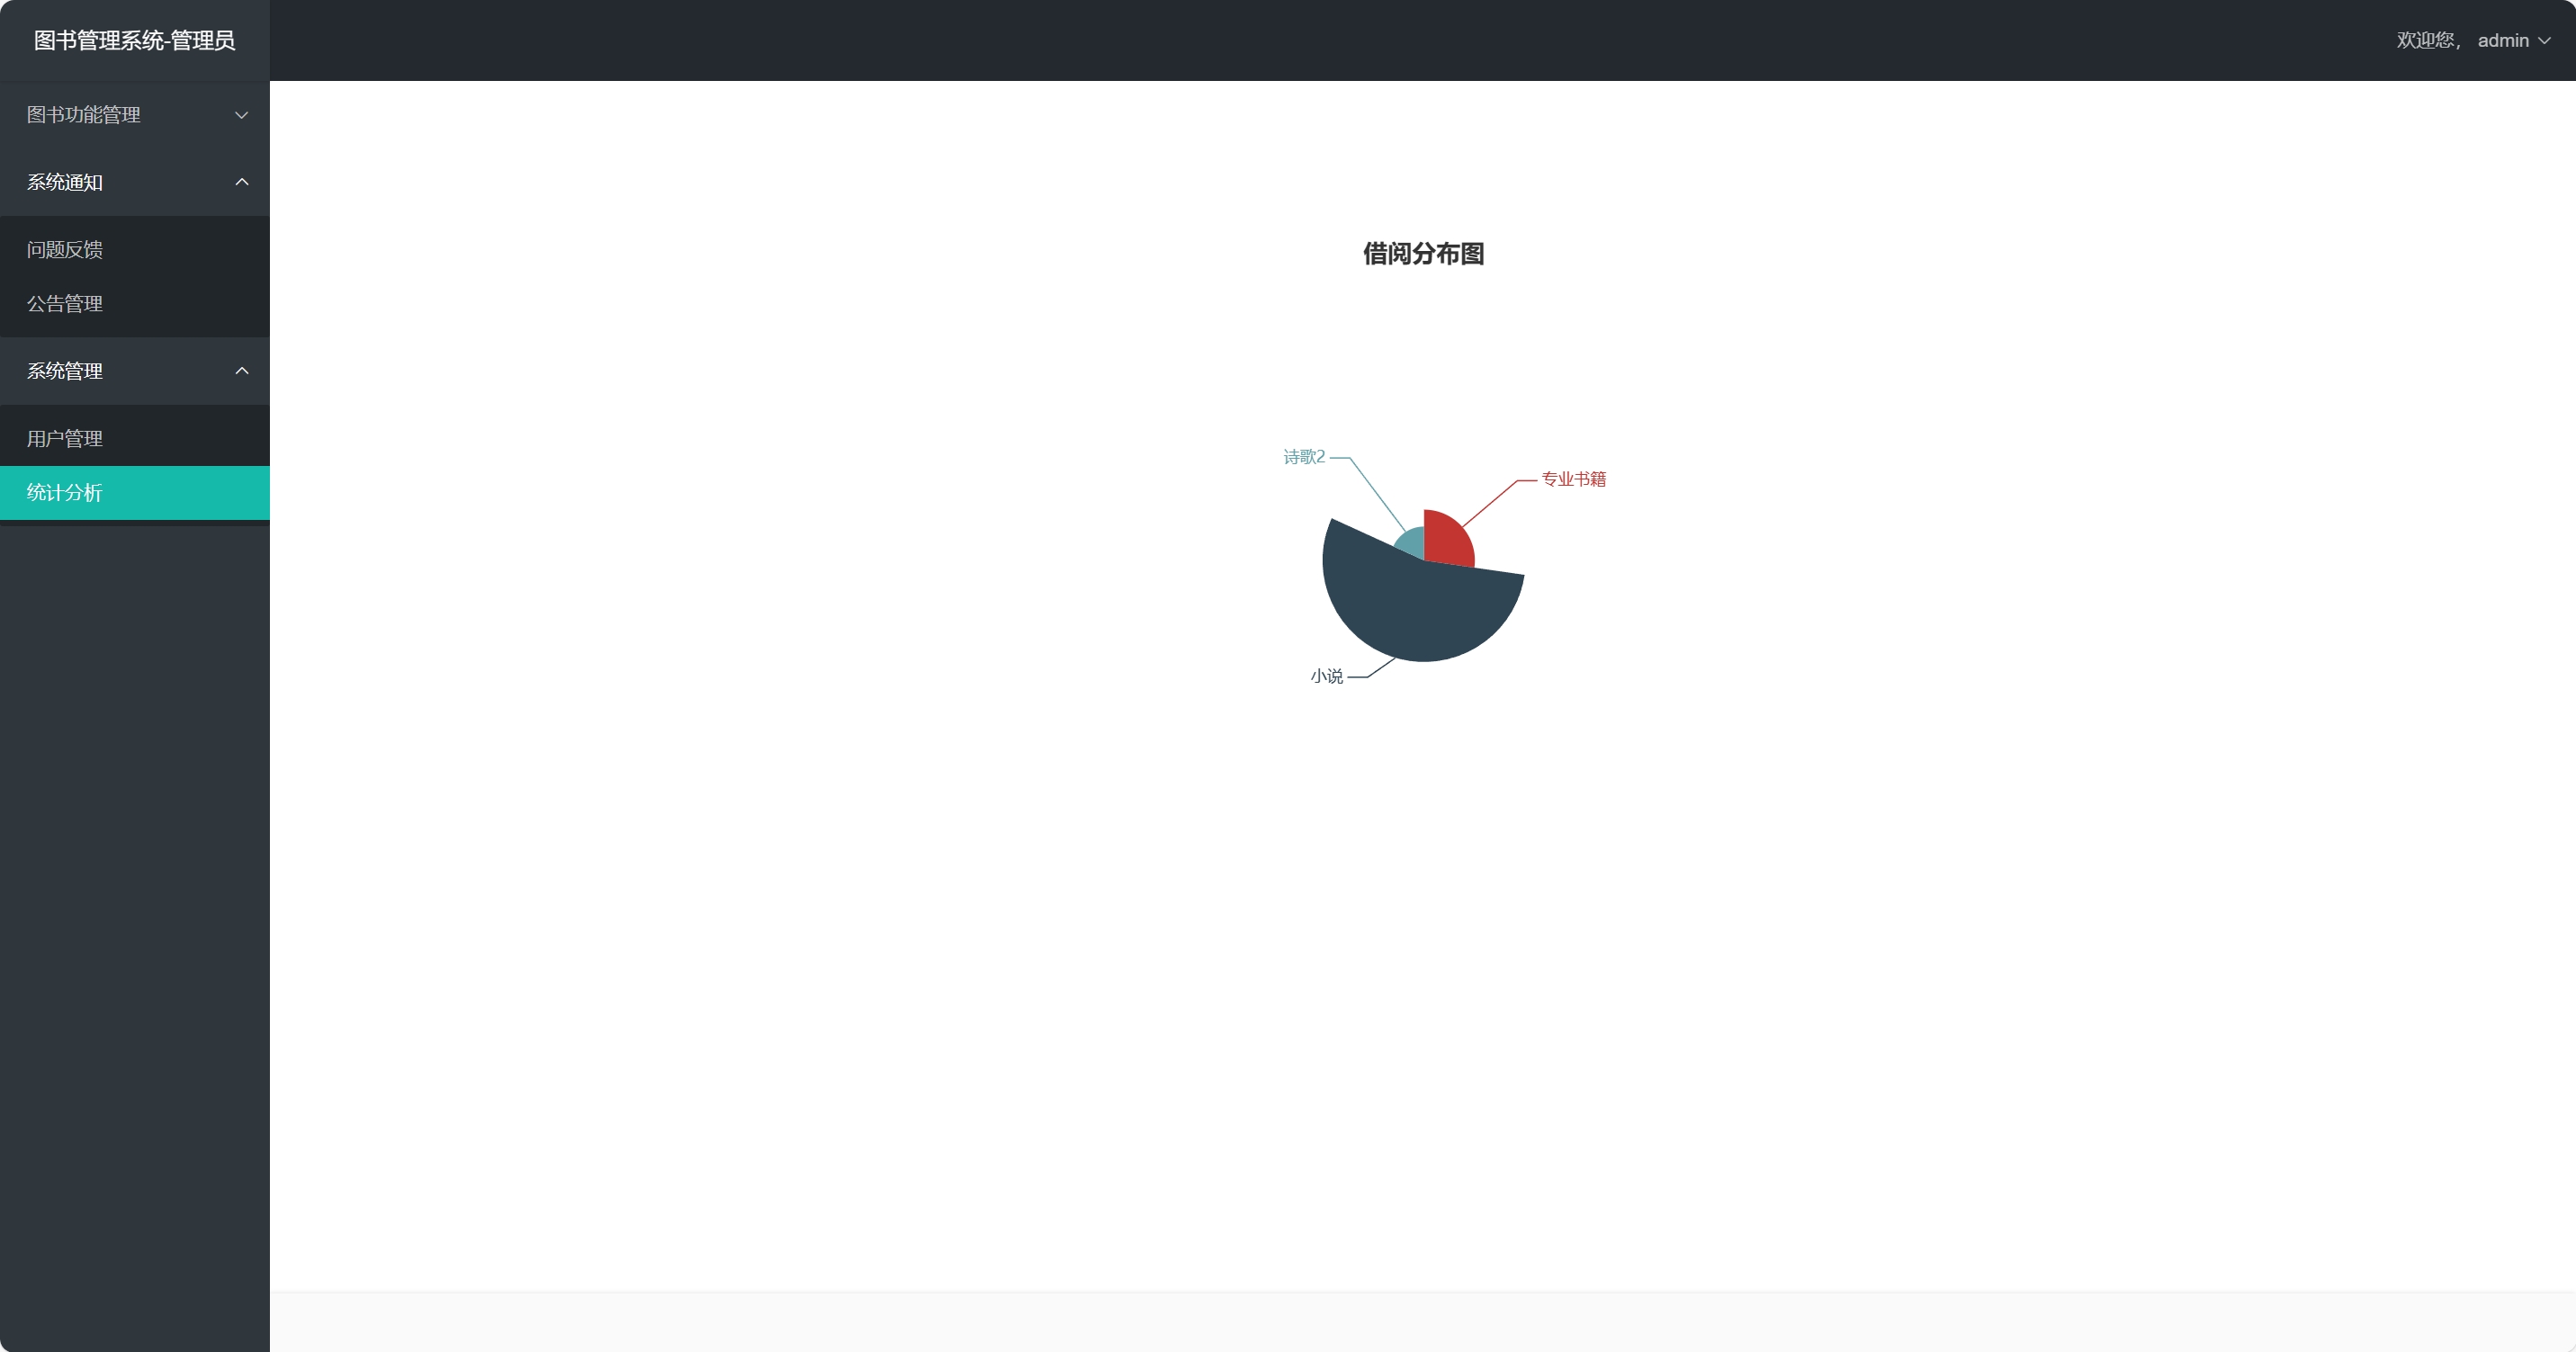 图书管理系统-管理员
欢迎您， admin
图书功能管理
系统通知
问题反馈
公告管理
系统管理
用户管理
统计分析
借阅分布图
诗歌2
专业书籍
小说